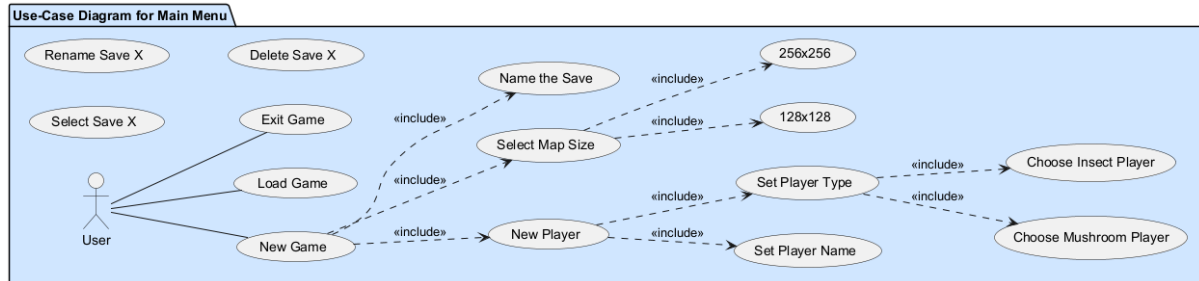 Use-Case Diagram for Main Menu
Rename Save X
Delete Save X
256x256
Name the Save
«include»
Select Save X
Exit Game
«include»
128x128
«include»
Select Map Size
Choose Insect Player
«include»
Load Game
«include»
Set Player Type
«include»
«include»
User
New Game
«include»
New Player
«include»
Set Player Name
Choose Mushroom Player